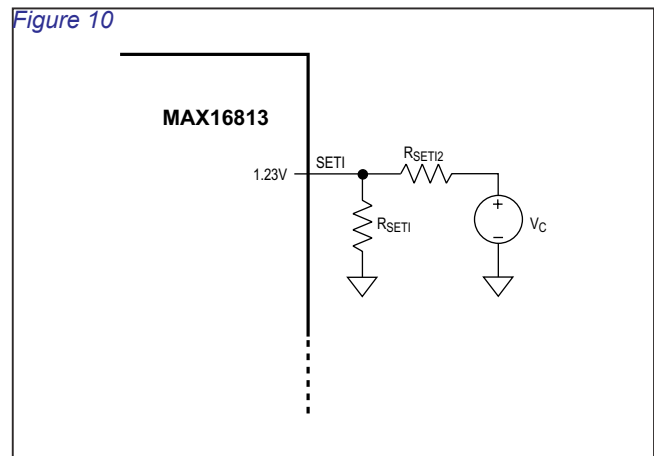 Figure 10
MAX16813
1.23V
SETI
RSETI2
RSETI
+
−
VC